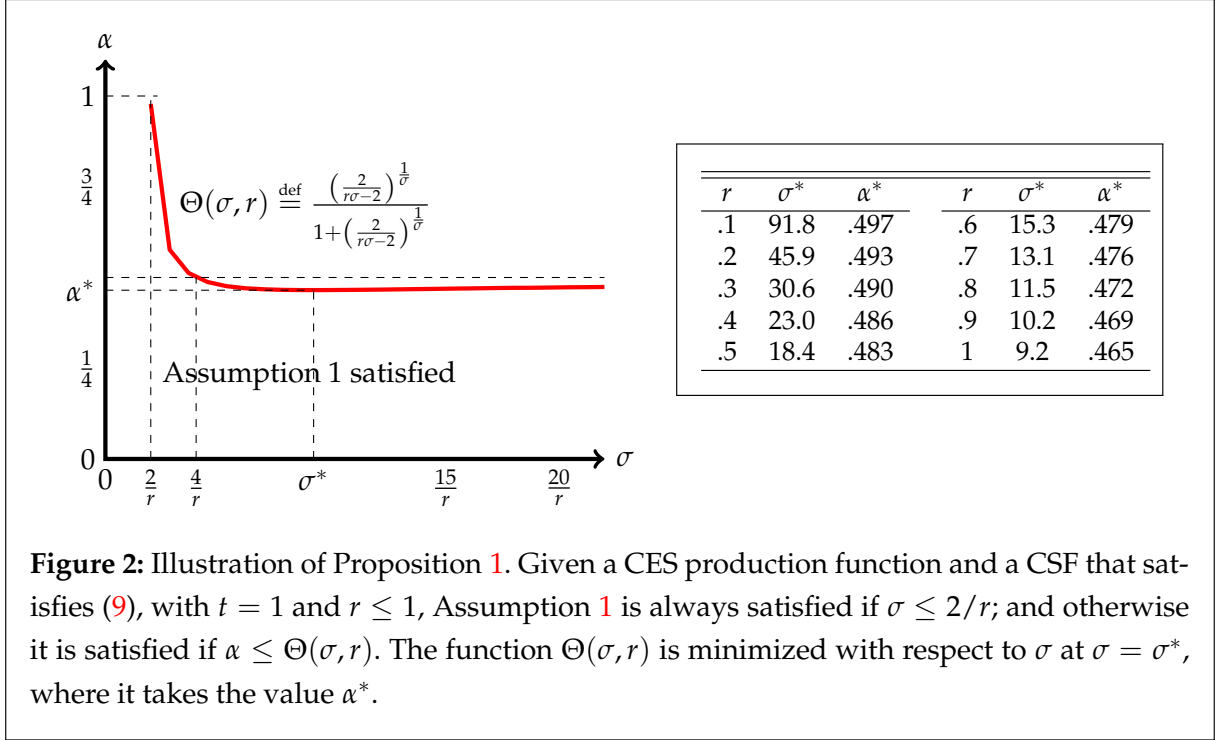 α
1
3/4
Θ(σ, r) def= (2/(rσ−2))^(1/σ) / (1+(2/(rσ−2))^(1/σ))
α*
1/4
Assumption 1 satisfied
0
0 2/r 4/r σ* 15/r 20/r σ
r σ* α* r σ* α*
.1 91.8 .497 .6 15.3 .479
.2 45.9 .493 .7 13.1 .476
.3 30.6 .490 .8 11.5 .472
.4 23.0 .486 .9 10.2 .469
.5 18.4 .483 1 9.2 .465
Figure 2: Illustration of Proposition 1. Given a CES production function and a CSF that sat-
isfies (9), with t = 1 and r ≤ 1, Assumption 1 is always satisfied if σ ≤ 2/r; and otherwise
it is satisfied if α ≤ Θ(σ, r). The function Θ(σ, r) is minimized with respect to σ at σ = σ*,
where it takes the value α*.